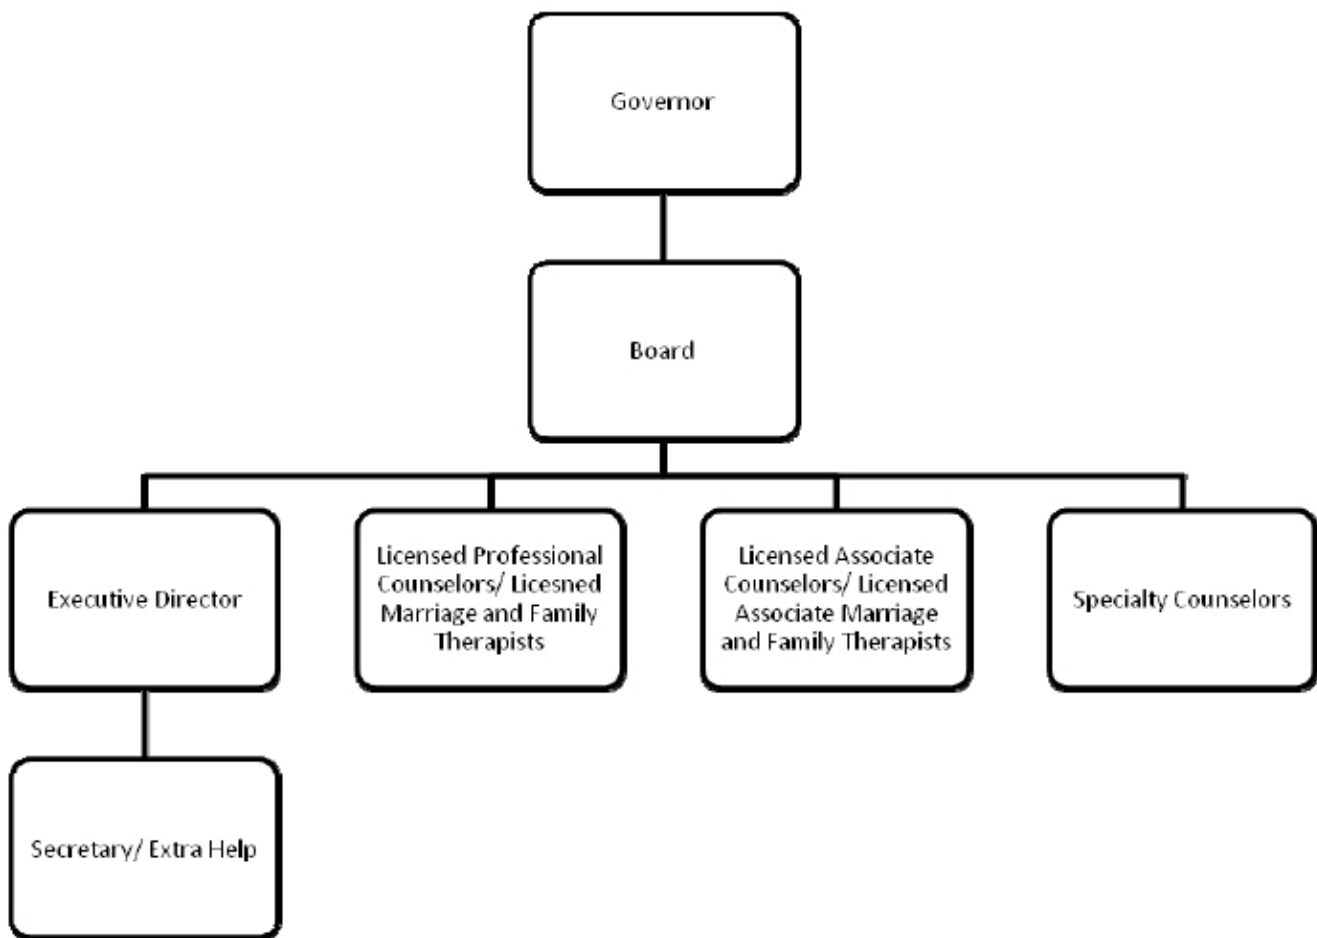 Governor
Board
Executive Director
Licensed Professional
Counselors/ Licesned
Marriage and Family
Therapists
Licensed Associate
Counselors/ Licensed
Associate Marriage
and Family Therapists
Specialty Counselors
Secretary/ Extra Help